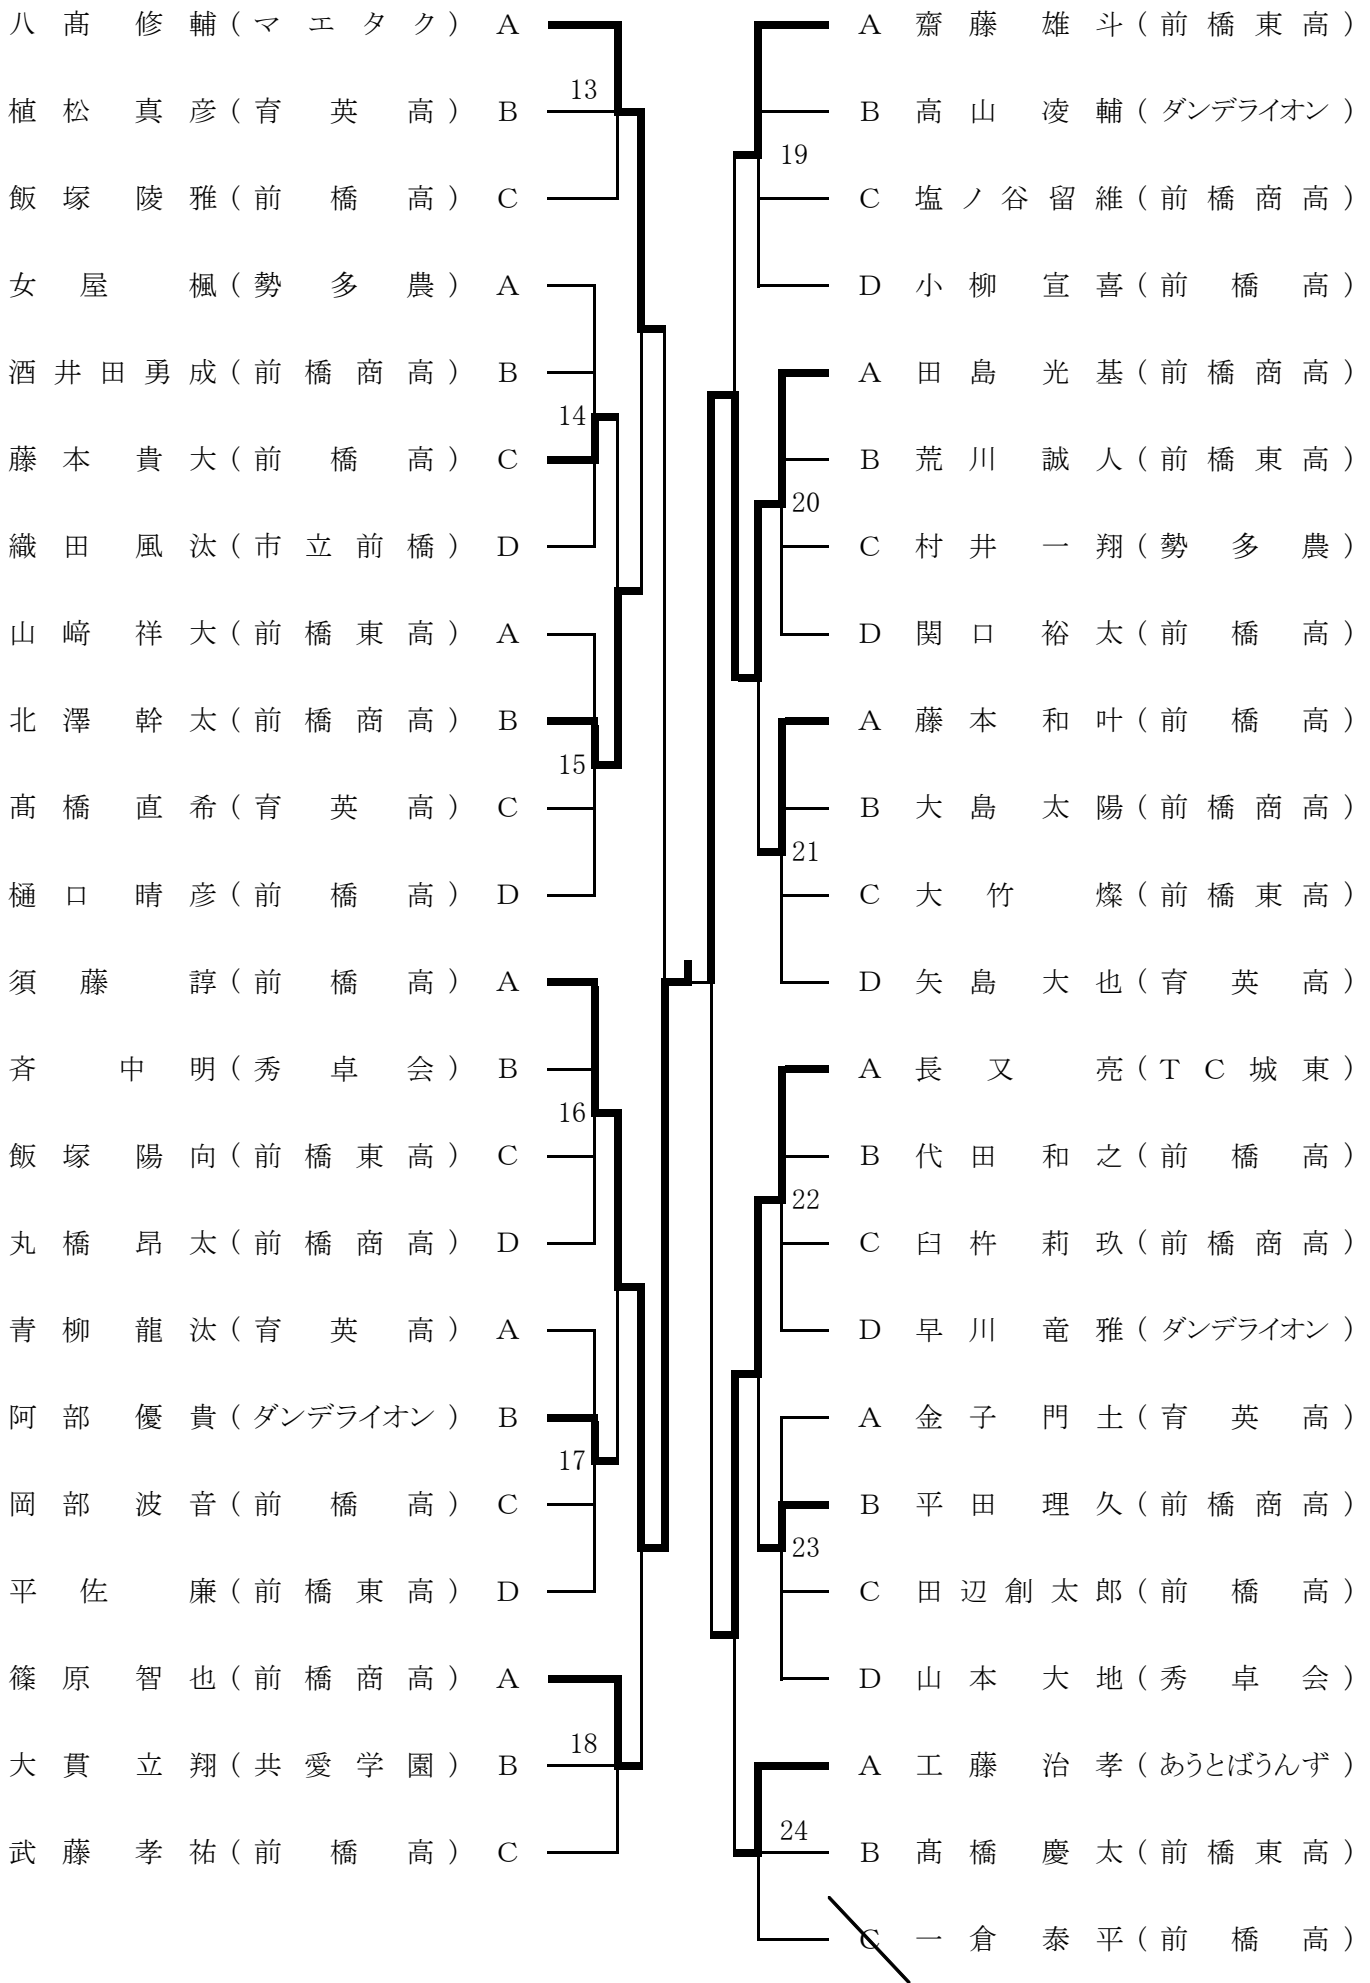 八髙修輔(マエタク) A
13
植松真彦(育英高) B
飯塚陵雅(前橋高) C
女屋楓(勢多農) A
酒井田勇成(前橋商高) B
14
藤本貴大(前橋高) C
織田風汰(市立前橋) D
山﨑祥大(前橋東高) A
北澤幹太(前橋商高) B
15
髙橋直希(育英高) C
樋口晴彦(前橋高) D
須藤諄(前橋高) A
斉中明(秀卓会) B
16
飯塚陽向(前橋東高) C
丸橋昂太(前橋商高) D
青柳龍汰(育英高) A
阿部優貴(ダンデライオン) B
17
岡部波音(前橋高) C
平佐廉(前橋東高) D
篠原智也(前橋商高) A
18
大貫立翔(共愛学園) B
武藤孝祐(前橋高) C
A 齋藤雄斗(前橋東高)
B 高山凌輔(ダンデライオン)
19
C 塩ノ谷留維(前橋商高)
D 小柳宣喜(前橋高)
A 田島光基(前橋商高)
B 荒川誠人(前橋東高)
20
C 村井一翔(勢多農)
D 関口裕太(前橋高)
A 藤本和叶(前橋高)
B 大島太陽(前橋商高)
21
C 大竹燦(前橋東高)
D 矢島大也(育英高)
A 長又亮(TC城東)
B 代田和之(前橋高)
22
C 臼杵莉玖(前橋商高)
D 早川竜雅(ダンデライオン)
A 金子門土(育英高)
B 平田理久(前橋商高)
23
C 田辺創太郎(前橋高)
D 山本大地(秀卓会)
A 工藤治孝(あうとばうんず)
24
B 髙橋慶太(前橋東高)
C 一倉泰平(前橋高)